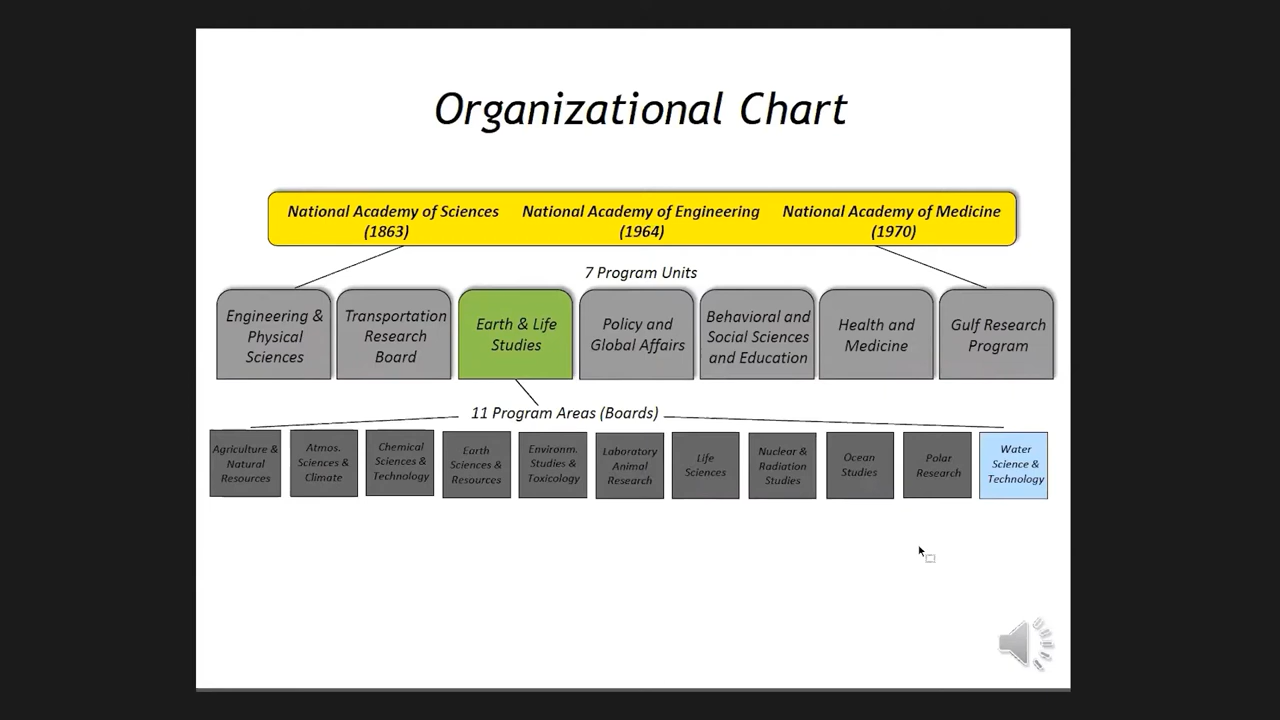 Organizational Chart
National Academy of Sciences
(1863)
National Academy of Engineering
(1964)
National Academy of Medicine
(1970)
7 Program Units
Engineering &
Physical
Sciences
Transportation
Research
Board
Earth & Life
Studies
Policy and
Global Affairs
Behavioral and
Social Sciences
and Education
Health and
Medicine
Gulf Research
Program
11 Program Areas (Boards)
Agriculture &
Natural
Resources
Atmos.
Sciences &
Climate
Chemical
Sciences &
Technology
Earth
Sciences &
Resources
Environm.
Studies &
Toxicology
Laboratory
Animal
Research
Life
Sciences
Nuclear &
Radiation
Studies
Ocean
Studies
Polar
Research
Water
Science &
Technology